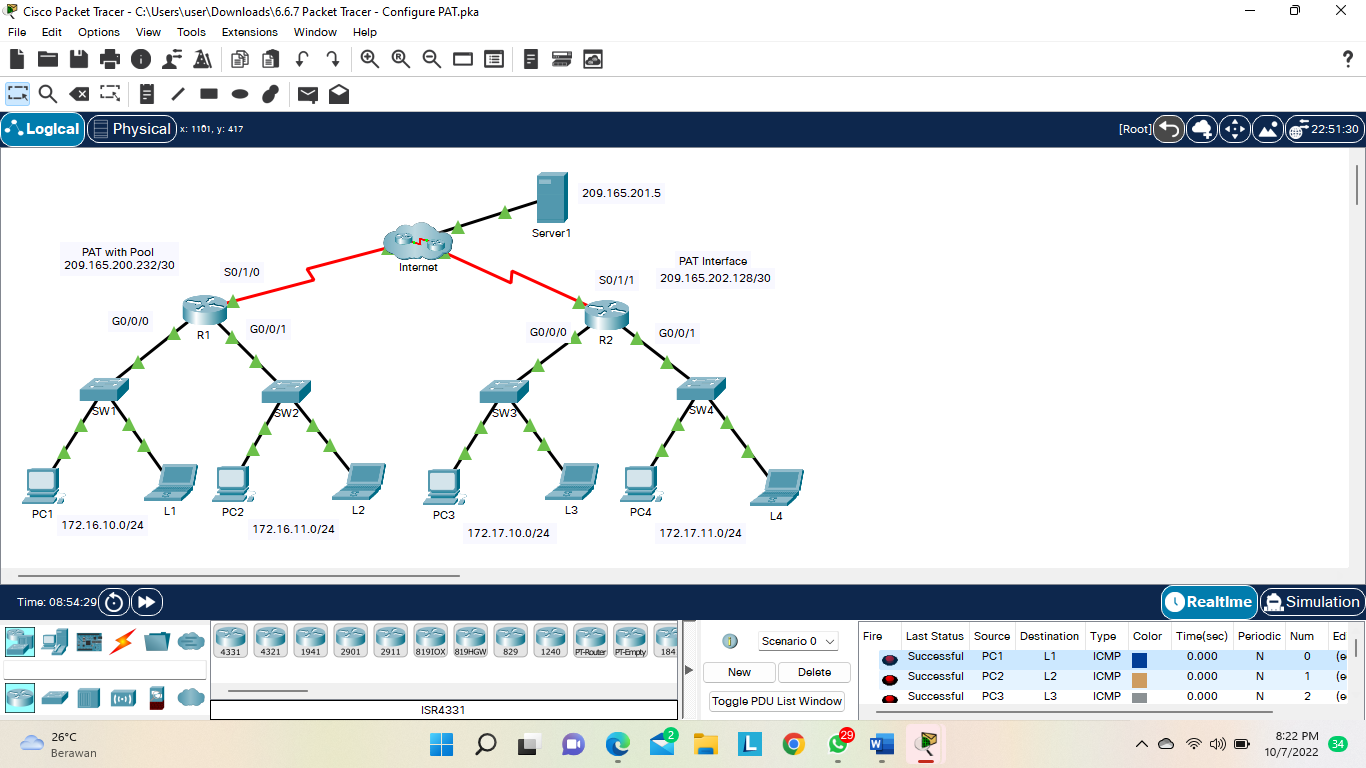 Cisco Packet Tracer - C:\Users\user\Downloads\6.6.7 Packet Tracer - Configure PAT.pka
File Edit Options View Tools Extensions Window Help
Logical Physical x: 1101, y: 417 [Root] 22:51:30
209.165.201.5
Server1
PAT with Pool
209.165.200.232/30
Internet
PAT Interface
209.165.202.128/30
S0/1/0
S0/1/1
G0/0/0
R1
G0/0/1
G0/0/0
R2
G0/0/1
SW1
SW2
SW3
SW4
PC1
L1
PC2
L2
PC3
L3
PC4
L4
172.16.10.0/24
172.16.11.0/24
172.17.10.0/24
172.17.11.0/24
Time: 08:54:29 Realtime Simulation
4331 4321 1941 2901 2911 819IOX 819HGW 829 1240 PT-Router PT-Empty 184
ISR4331
Scenario 0
New Delete
Toggle PDU List Window
Fire Last Status Source Destination Type Color Time(sec) Periodic Num Ed
Successful PC1 L1 ICMP 0.000 N 0 (e
Successful PC2 L2 ICMP 0.000 N 1 (e
Successful PC3 L3 ICMP 0.000 N 2 (e
26°C
Berawan
L
2
29
W
8:22 PM
10/7/2022
34